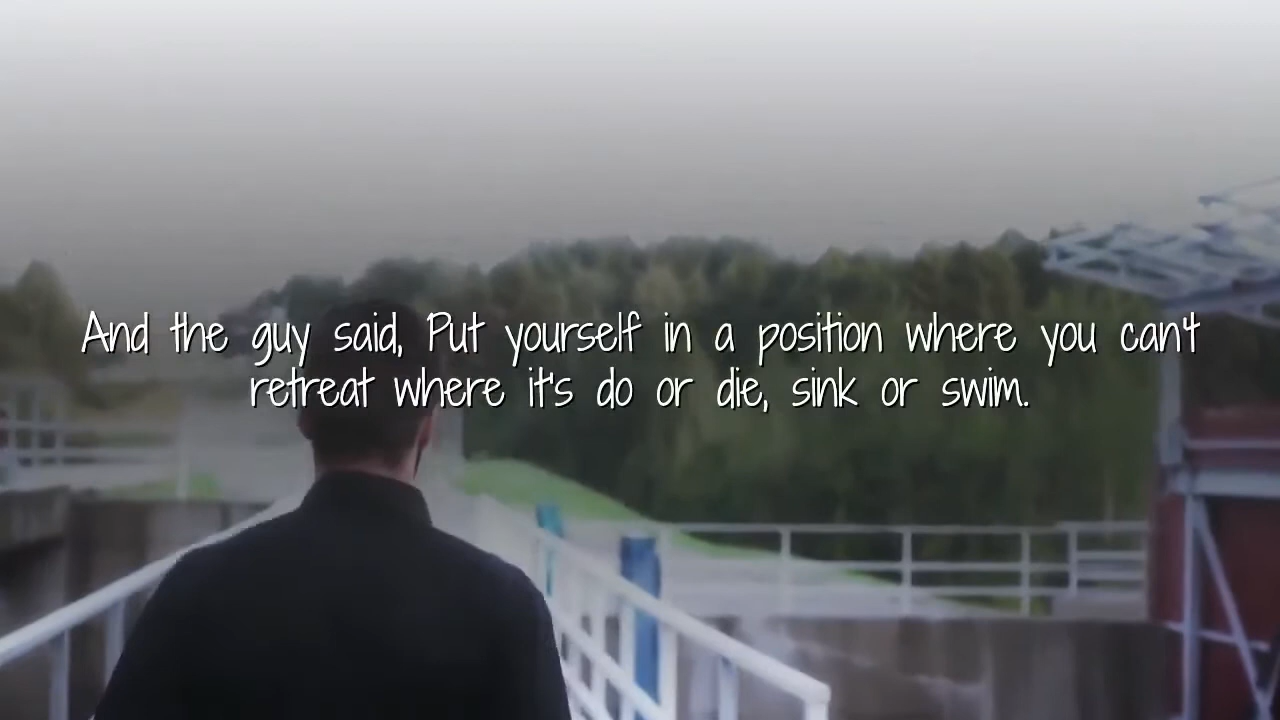 And the guy said, Put yourself in a position where you can't
retreat where it's do or die, sink or swim.